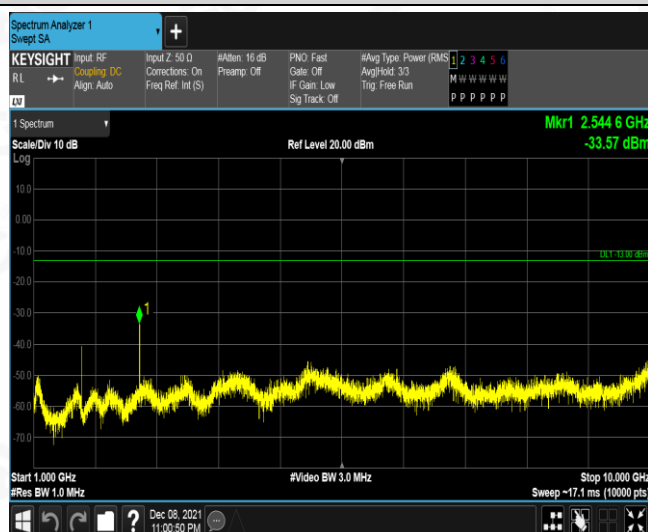 Spectrum Analyzer 1
Swept SA
KEYSIGHT
RL
LXI
Input: RF
Coupling: DC
Align: Auto
Input Z: 50 Ω
Corrections: On
Freq Ref: Int (S)
#Atten: 16 dB
Preamp: Off
PNO: Fast
Gate: Off
IF Gain: Low
Sig Track: Off
#Avg Type: Power (RMS
Avg|Hold: 3/3
Trig: Free Run
1 2 3 4 5 6
M W W W W W
P P P P P P
1 Spectrum
Mkr1 2.544 6 GHz
Scale/Div 10 dB
Ref Level 20.00 dBm
-33.57 dBm
Log
10.0
0.00
-10.0
DL1 -13.00 dBm
-20.0
-30.0
1
-40.0
-50.0
-60.0
-70.0
Start 1.000 GHz
#Video BW 3.0 MHz
Stop 10.000 GHz
#Res BW 1.0 MHz
Sweep ~17.1 ms (10000 pts)
?
Dec 08, 2021
11:00:50 PM